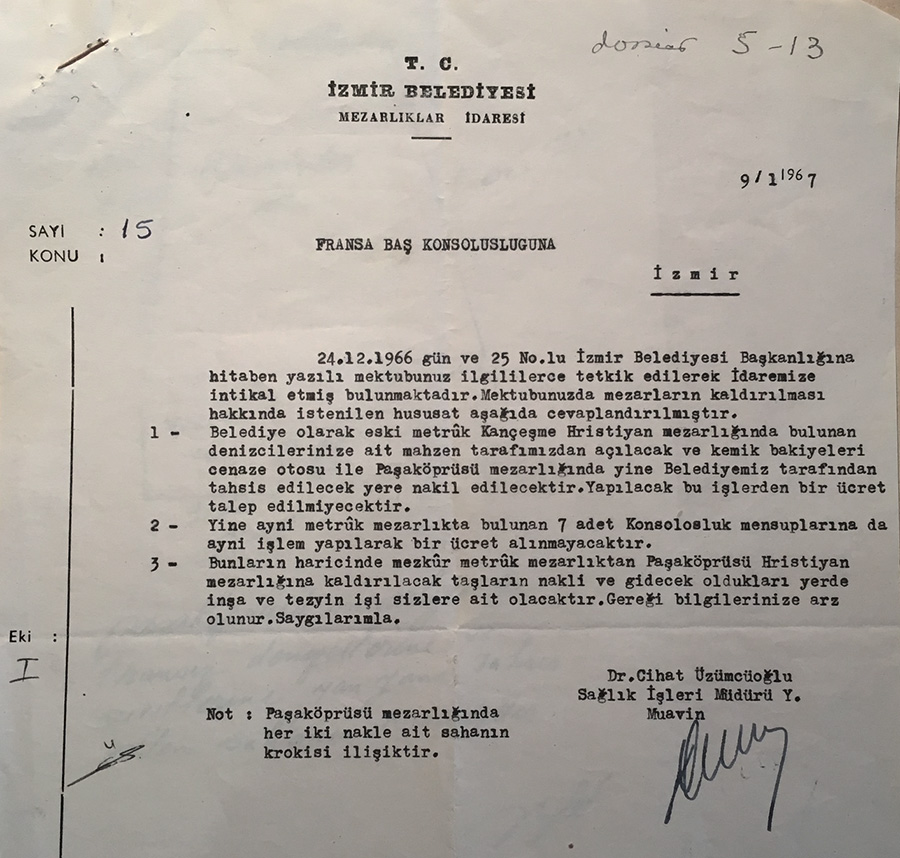 dossier 5-13
T. C.
İZMİR BELEDİYESİ
MEZARLIKLAR İDARESİ
9/1 1967
SAYI : 15
KONU :
FRANSA BAŞ KONSOLUSLUGUNA
İzmir
24.12.1966 gün ve 25 No.lu İzmir Belediyesi Başkanlığına
hitaben yazılı mektubunuz ilgililerce tetkik edilerek İdaremize
intikal etmiş bulunmaktadır.Mektubunuzda mezarların kaldırılması
hakkında istenilen hususat aşağıda cevaplandırılmıştır.
1 - Belediye olarak eski metrûk Kançeşme Hristiyan mezarlığında bulunan
denizcilerinize ait mahzen tarafımızdan açılacak ve kemik bakiyeleri
cenaze otosu ile Paşaköprüsü mezarlığında yine Belediyemiz tarafından
tahsis edilecek yere nakil edilecektir.Yapılacak bu işlerden bir ücret
talep edilmiyecektir.
2 - Yine ayni metrûk mezarlıkta bulunan 7 adet Konsolosluk mensuplarına da
ayni işlem yapılarak bir ücret alınmayacaktır.
3 - Bunların haricinde mezkûr metrûk mezarlıktan Paşaköprüsü Hristiyan
mezarlığına kaldırılacak taşların nakli ve gidecek oldukları yerde
inşa ve tezyin işi sizlere ait olacaktır.Gereği bilgilerinize arz
olunur.Saygılarımla.
Eki :
I
Dr.Cihat Üzümcüoğlu
Sağlık İşleri Müdürü Y.
Muavin
Not : Paşaköprüsü mezarlığında
her iki nakle ait sahanın
krokisi ilişiktir.